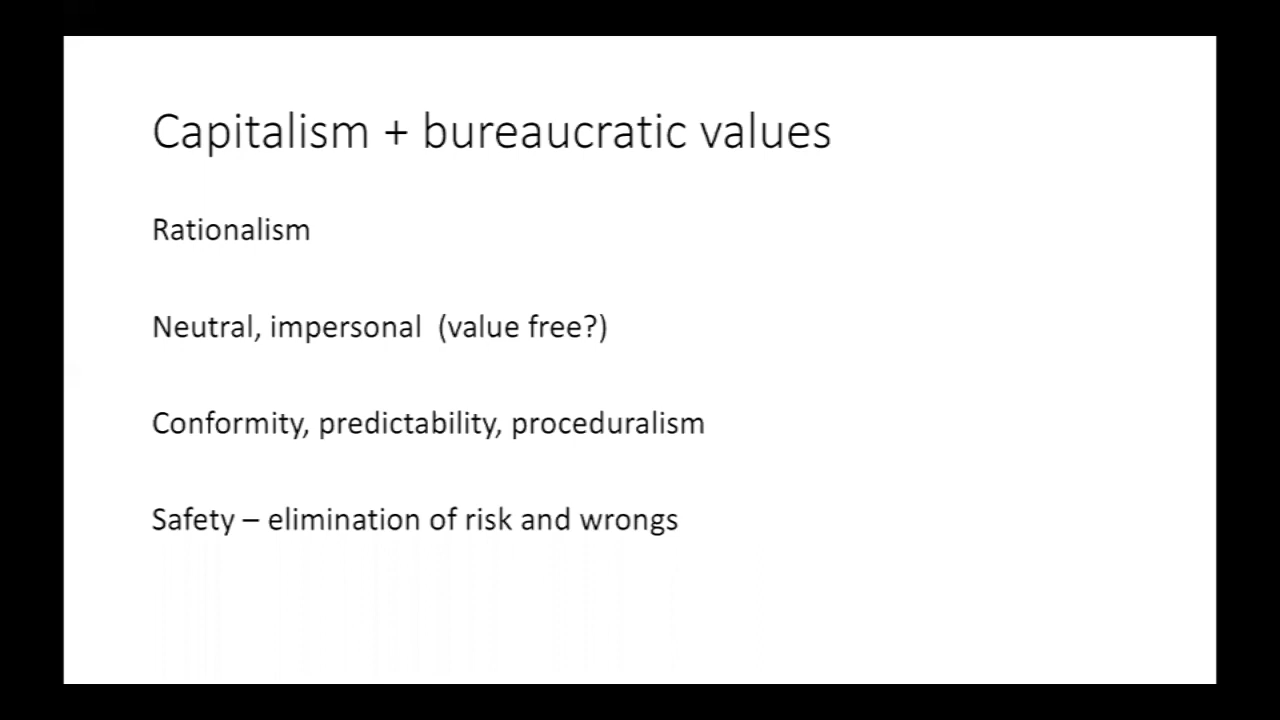 Capitalism + bureaucratic values
Rationalism
Neutral, impersonal  (value free?)
Conformity, predictability, proceduralism
Safety – elimination of risk and wrongs